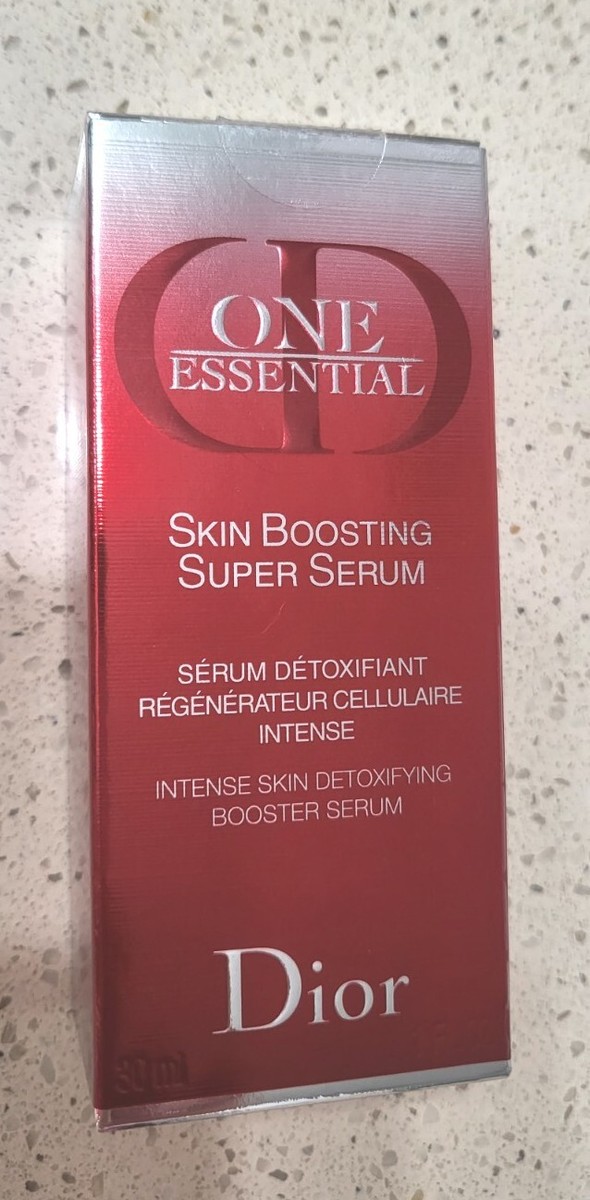 CD
ONE
ESSENTIAL
SKIN BOOSTING
SUPER SERUM
SÉRUM DÉTOXIFIANT
RÉGÉNÉRATEUR CELLULAIRE
INTENSE
INTENSE SKIN DETOXIFYING
BOOSTER SERUM
Dior
30 ml